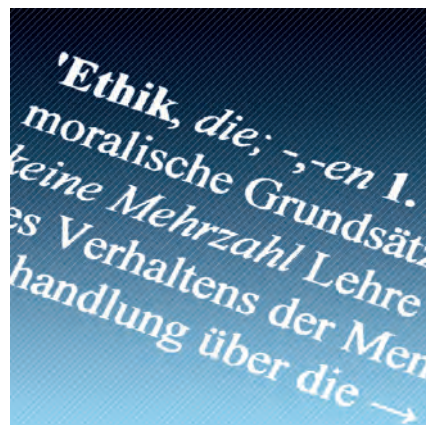 'Ethik, die; -,-en 1.
moralische Grundsätz
keine Mehrzahl Lehre
es Verhaltens der Men
handlung über die →